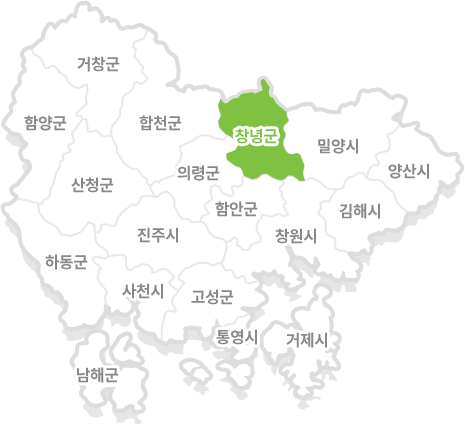 거창군
함양군
합천군
창녕군
밀양시
산청군
의령군
양산시
함안군
김해시
진주시
창원시
하동군
사천시
고성군
통영시
거제시
남해군